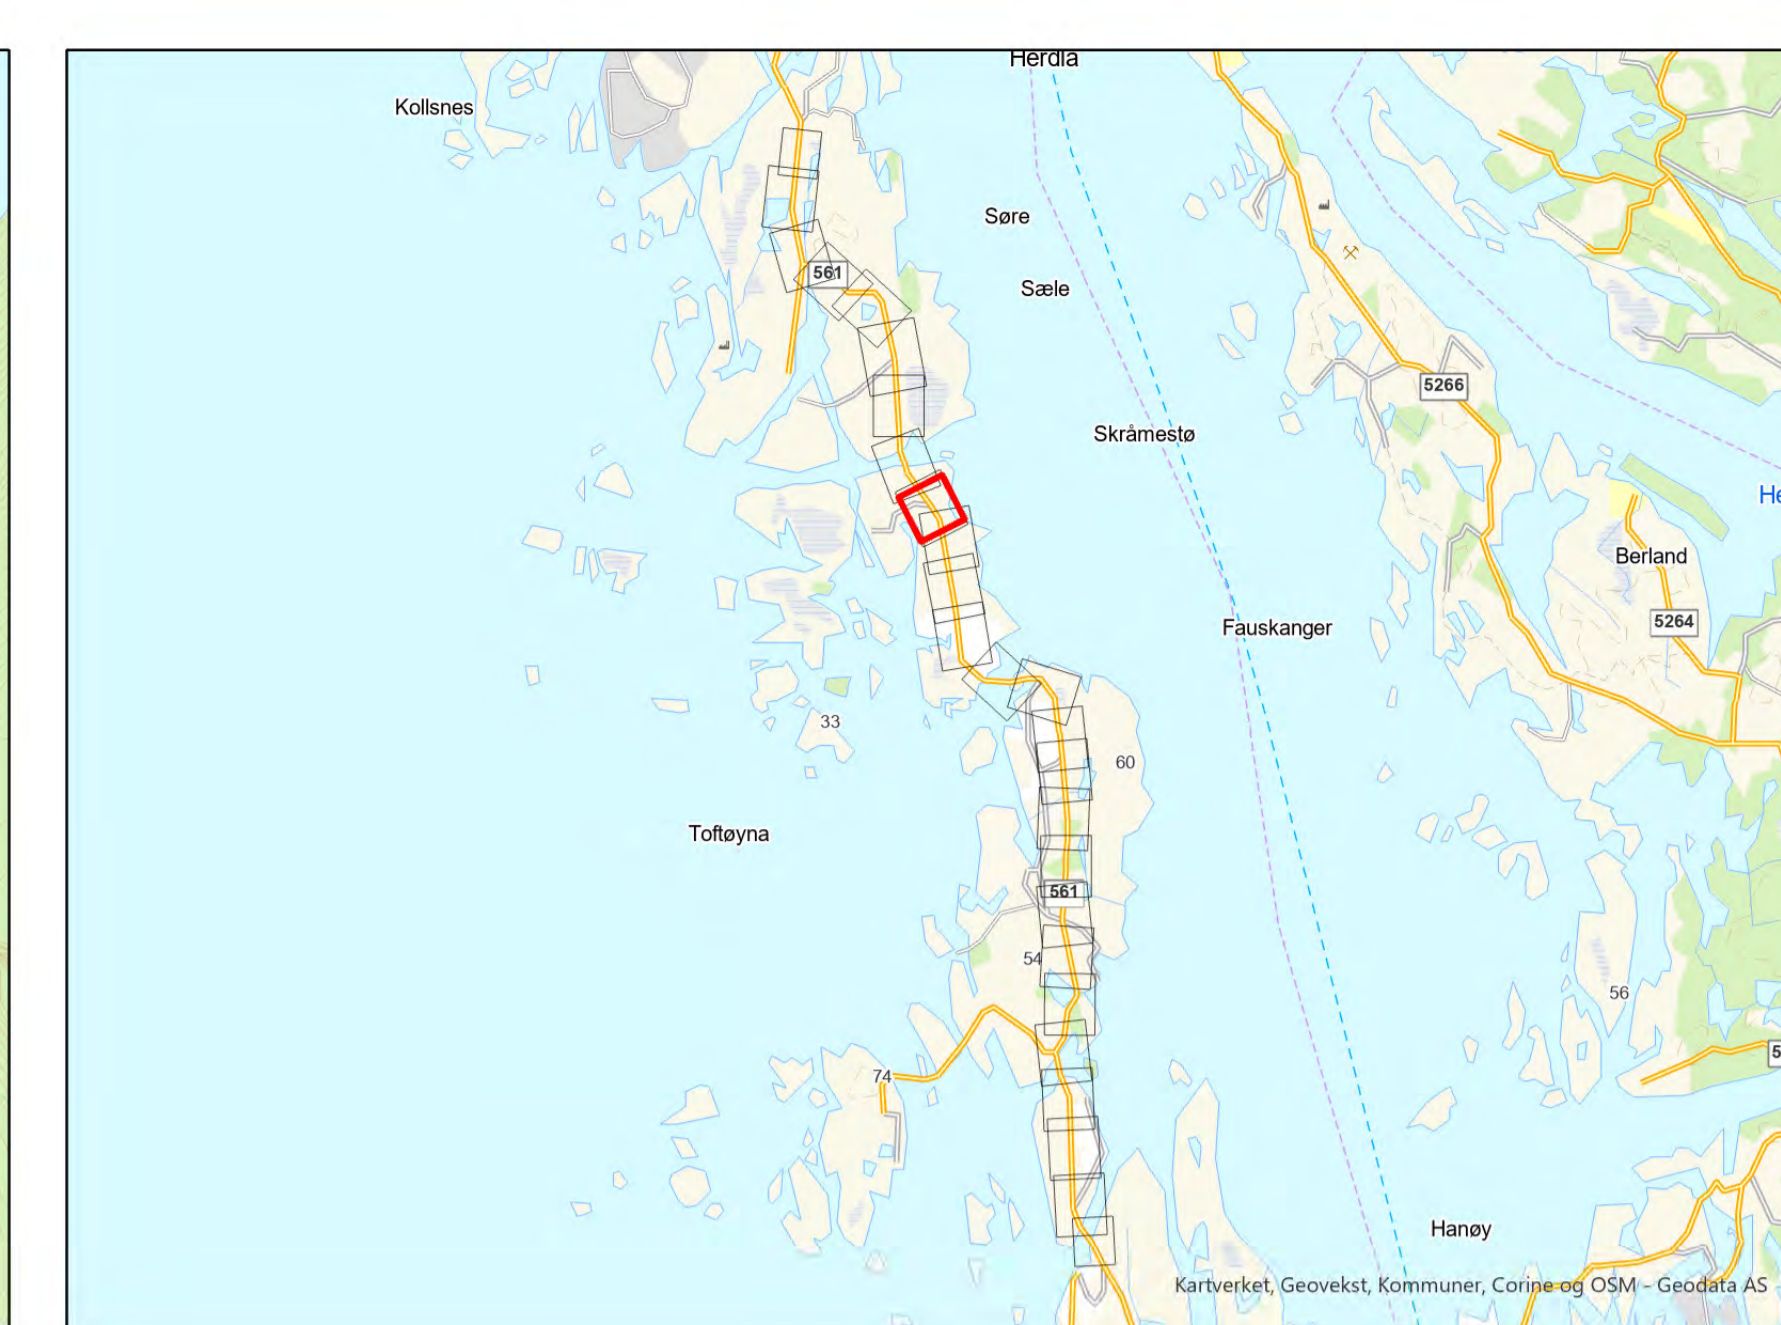 Herdla
Kollsnes
Søre
561
Sæle
5266
Skråmestø
He
Berland
5264
Fauskanger
33
60
Toftøyna
561
54
56
5
74
Hanøy
Kartverket, Geovekst, Kommuner, Corine og OSM - Geodata AS